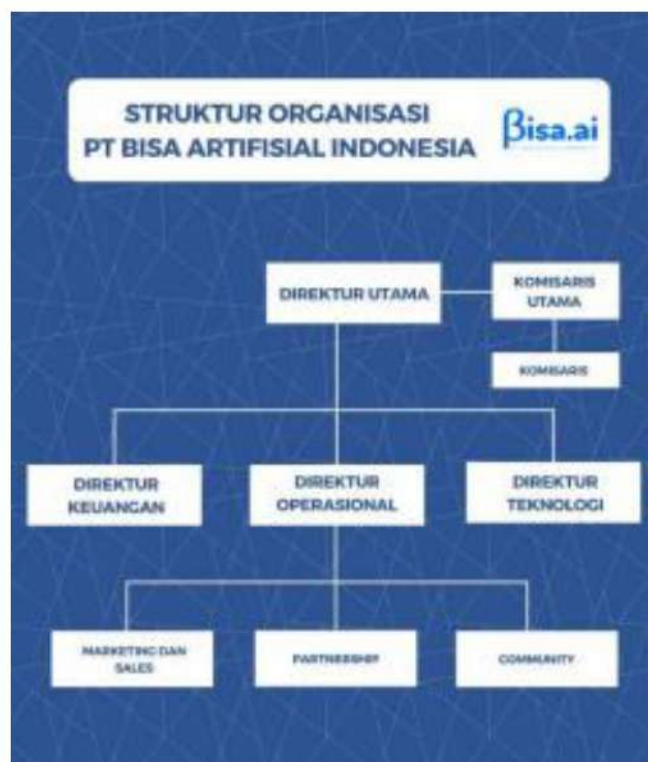 STRUKTUR ORGANISASI
PT BISA ARTIFISIAL INDONESIA
Bisa.ai
DIREKTUR UTAMA
KOMISARIS
UTAMA
KOMISARIS
DIREKTUR
KEUANGAN
DIREKTUR
OPERASIONAL
DIREKTUR
TEKNOLOGI
MARKETING DAN
SALES
PARTNERSHIP
COMMUNITY